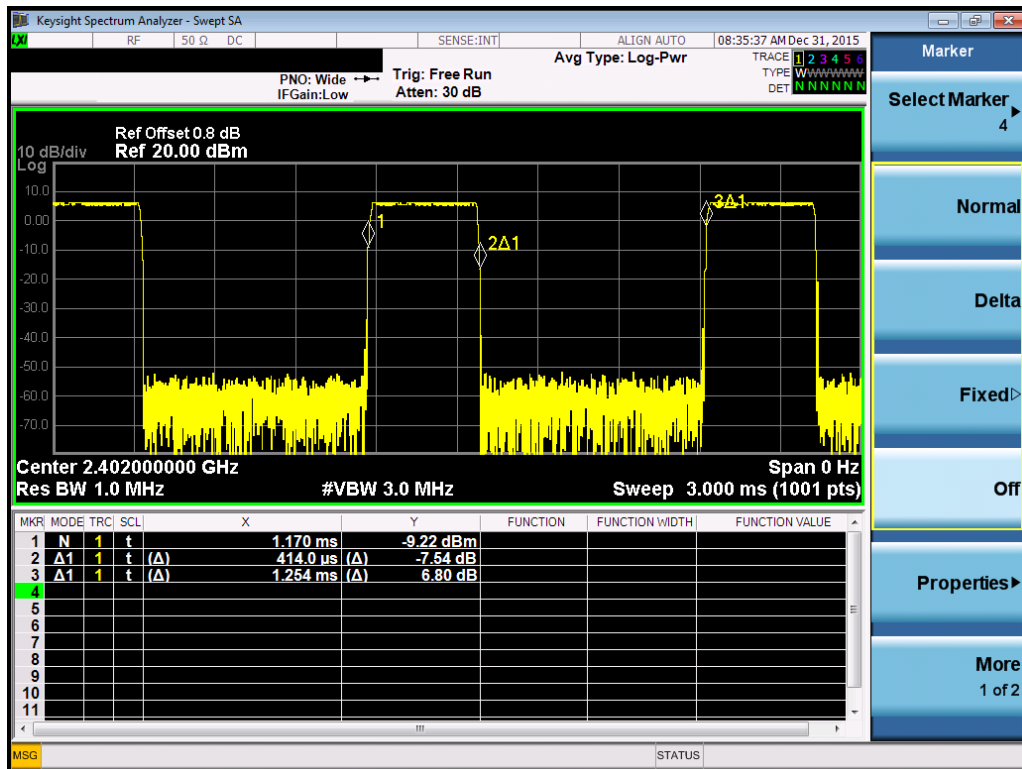 Keysight Spectrum Analyzer - Swept SA
LXI RF 50 Ω DC SENSE:INT ALIGN AUTO 08:35:37 AM Dec 31, 2015
Avg Type: Log-Pwr TRACE 1 2 3 4 5 6
PNO: Wide Trig: Free Run TYPE W W W W W W
IFGain:Low Atten: 30 dB DET N N N N N N
Ref Offset 0.8 dB
10 dB/div Ref 20.00 dBm
Log
10.0
0.00
-10.0
-20.0
-30.0
-40.0
-50.0
-60.0
-70.0
1
2Δ1
3Δ1
Center 2.402000000 GHz Span 0 Hz
Res BW 1.0 MHz #VBW 3.0 MHz Sweep 3.000 ms (1001 pts)
MKR MODE TRC SCL X Y FUNCTION FUNCTION WIDTH FUNCTION VALUE
1 N 1 t 1.170 ms -9.22 dBm
2 Δ1 1 t (Δ) 414.0 µs (Δ) -7.54 dB
3 Δ1 1 t (Δ) 1.254 ms (Δ) 6.80 dB
4
5
6
7
8
9
10
11
MSG STATUS
Marker
Select Marker
4
Normal
Delta
Fixed
Off
Properties
More
1 of 2